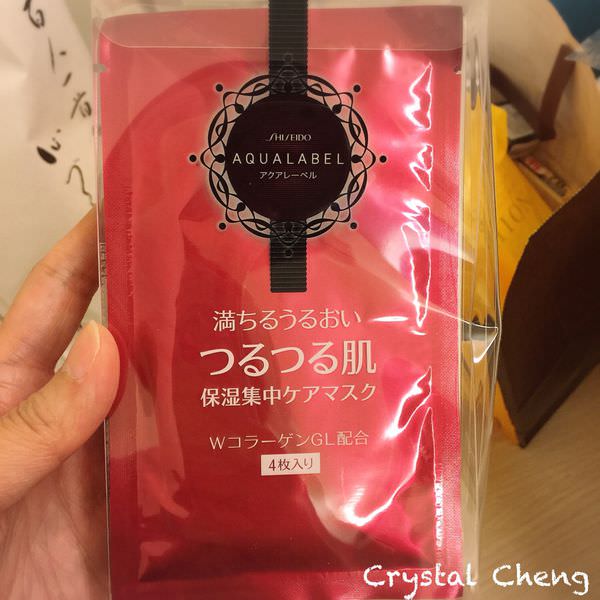 SHISEIDO
AQUALABEL
アクアレーベル
満ちるうるおい
つるつる肌
保湿集中ケアマスク
WコラーゲンGL配合
4枚入り
Crystal Cheng